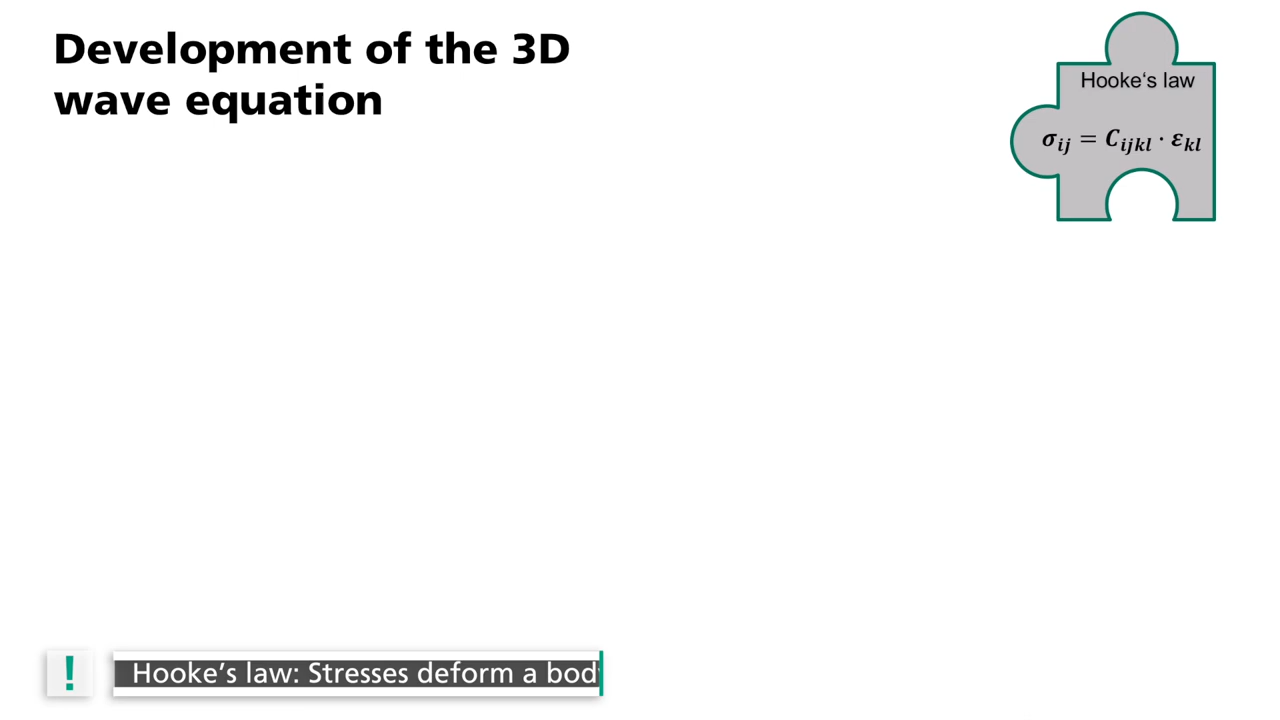 Development of the 3D
wave equation
Hooke‘s law
σij = Cijkl · εkl
! Hooke’s law: Stresses deform a